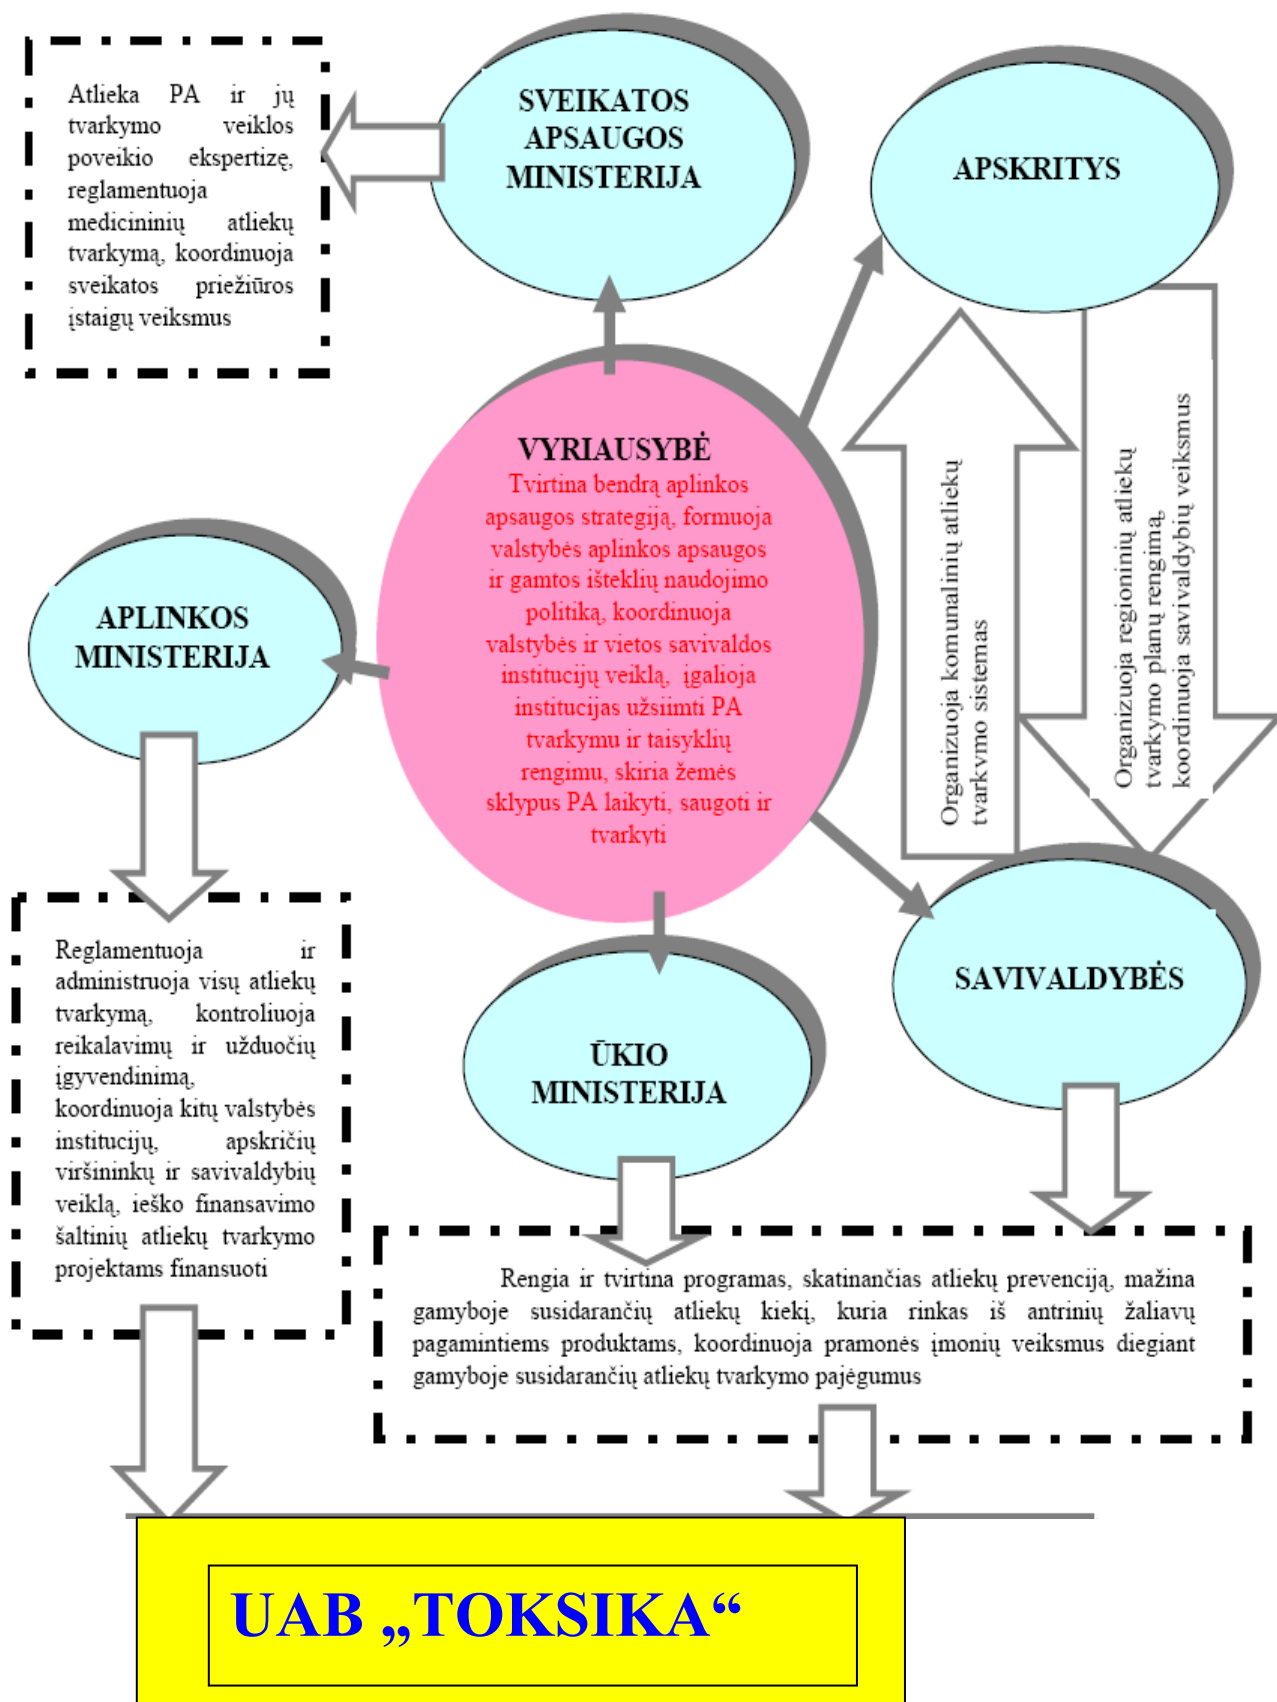 Atlieka PA ir jų
tvarkymo veiklos
poveikio ekspertizę,
reglamentuoja
medicininių atliekų
tvarkymą, koordinuoja
sveikatos priežiūros
įstaigų veiksmus
SVEIKATOS
APSAUGOS
MINISTERIJA
APSKRITYS
VYRIAUSYBĖ
Tvirtina bendrą aplinkos
apsaugos strategiją, formuoja
valstybės aplinkos apsaugos
ir gamtos išteklių naudojimo
politiką, koordinuoja
valstybės ir vietos savivaldos
institucijų veiklą, įgalioja
institucijas užsiimti PA
tvarkymu ir taisyklių
rengimu, skiria žemės
sklypus PA laikyti, saugoti ir
tvarkyti
Organizuoja komunalinių atliekų
tvarkymo sistemas
Organizuoja regioninių atliekų
tvarkymo planų rengimą,
koordinuoja savivaldybių veiksmus
APLINKOS
MINISTERIJA
Reglamentuoja ir
administruoja visų atliekų
tvarkymą, kontroliuoja
reikalavimų ir užduočių
įgyvendinimą,
koordinuoja kitų valstybės
institucijų, apskričių
viršininkų ir savivaldybių
veiklą, ieško finansavimo
šaltinių atliekų tvarkymo
projektams finansuoti
ŪKIO
MINISTERIJA
SAVIVALDYBĖS
Rengia ir tvirtina programas, skatinančias atliekų prevenciją, mažina
gamyboje susidarančių atliekų kiekį, kuria rinkas iš antrinių žaliavų
pagamintiems produktams, koordinuoja pramonės įmonių veiksmus diegiant
gamyboje susidarančių atliekų tvarkymo pajėgumus
UAB „TOKSIKA“